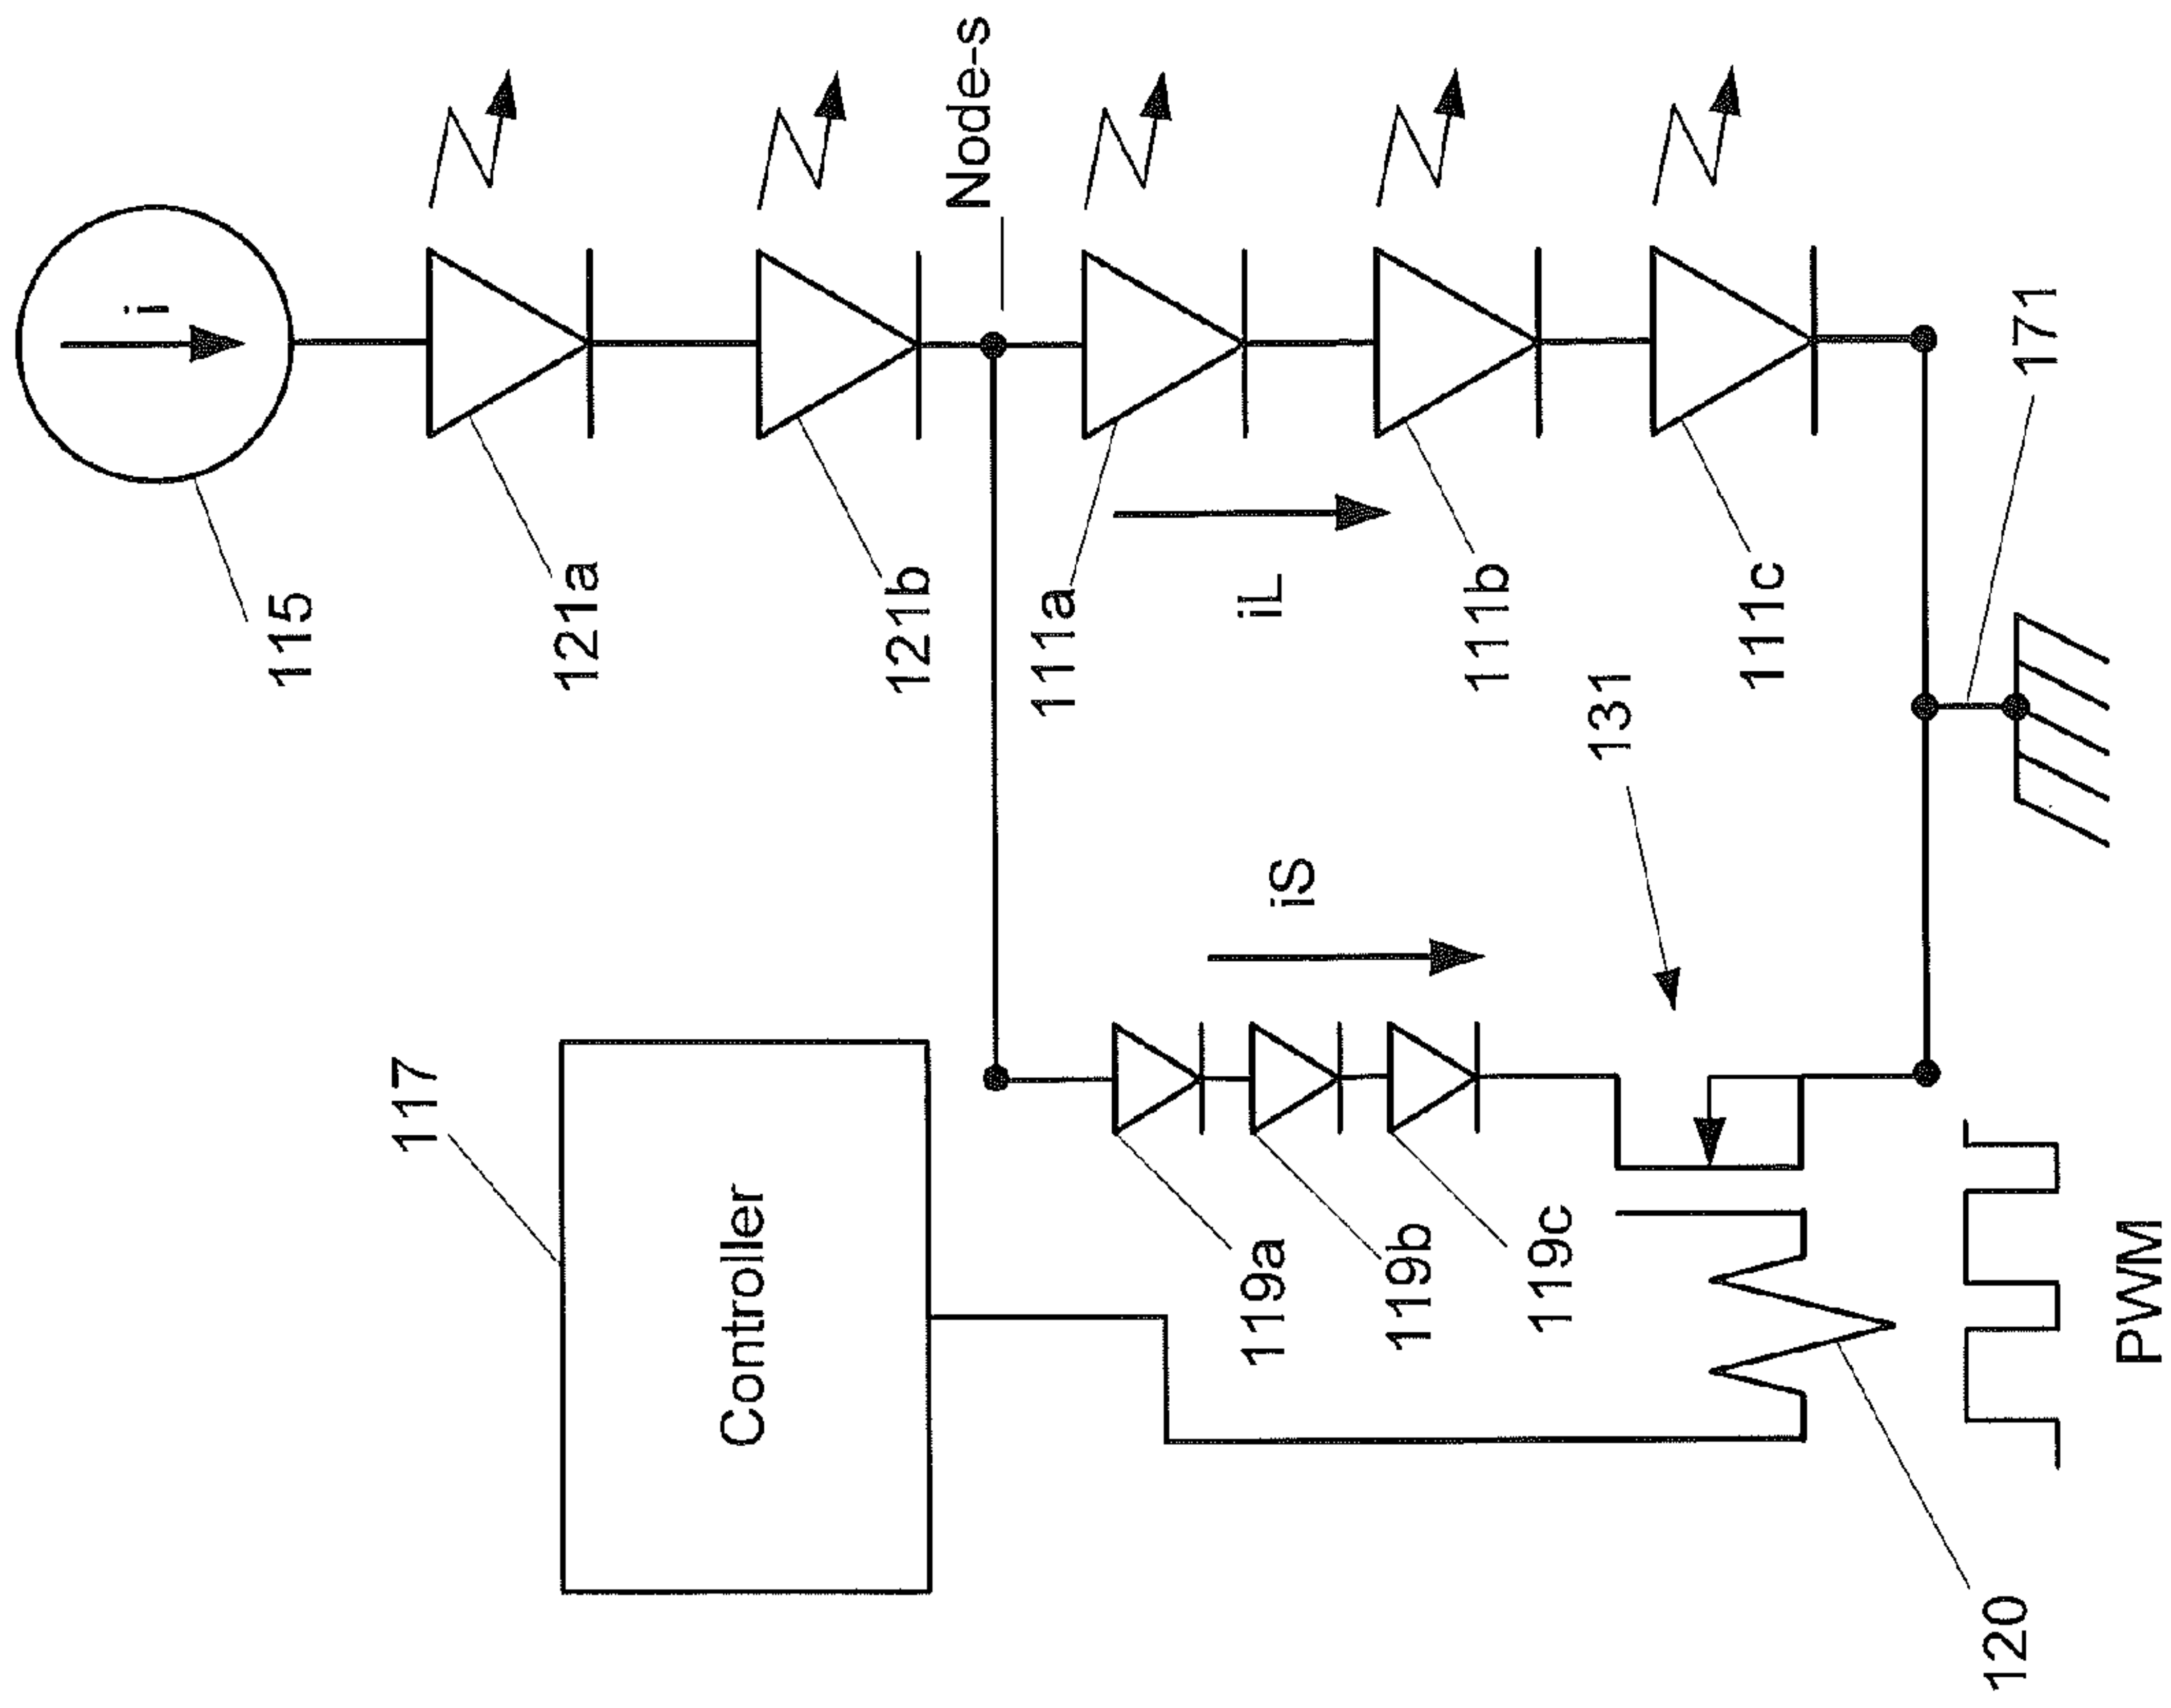 i
115
121a
121b
Node-s
111a
iL
111b
111c
171
131
iS
117
Controller
119a
119b
119c
120
PWM